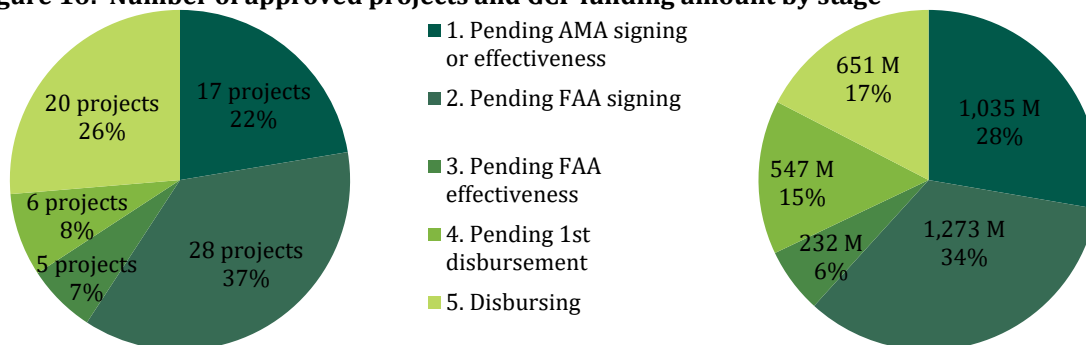 Number of approved projects and GCF funding amount by stage
17 projects
22%
28 projects
37%
5 projects
7%
6 projects
8%
20 projects
26%
1. Pending AMA signing
or effectiveness
2. Pending FAA signing
3. Pending FAA
effectiveness
4. Pending 1st
disbursement
5. Disbursing
1,035 M
28%
1,273 M
34%
232 M
6%
547 M
15%
651 M
17%